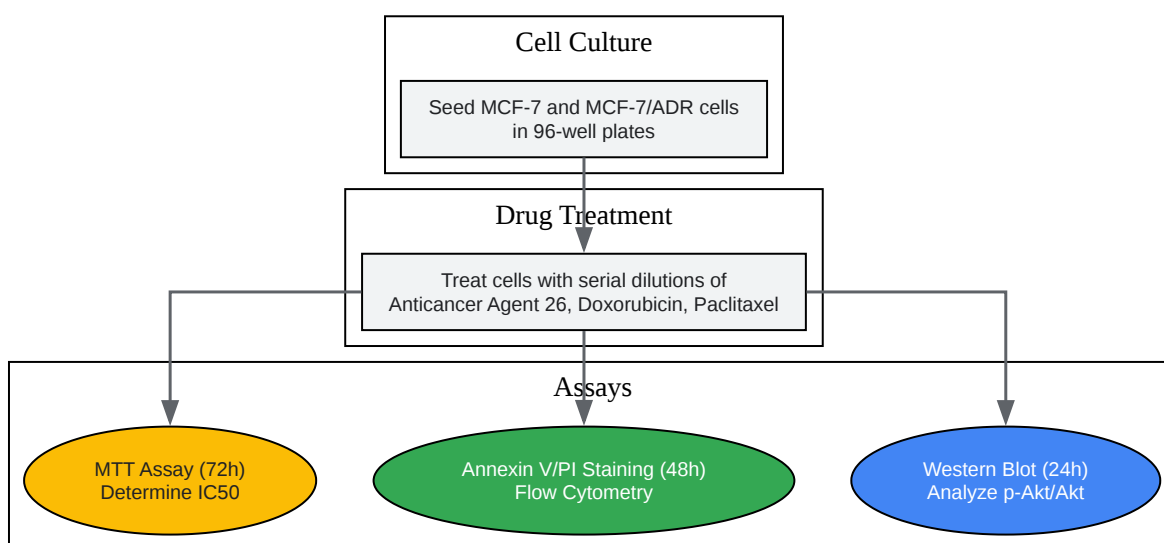 Cell Culture
Seed MCF-7 and MCF-7/ADR cells
in 96-well plates
Drug Treatment
Treat cells with serial dilutions of
Anticancer Agent 26, Doxorubicin, Paclitaxel
Assays
MTT Assay (72h)
Determine IC50
Annexin V/PI Staining (48h)
Flow Cytometry
Western Blot (24h)
Analyze p-Akt/Akt